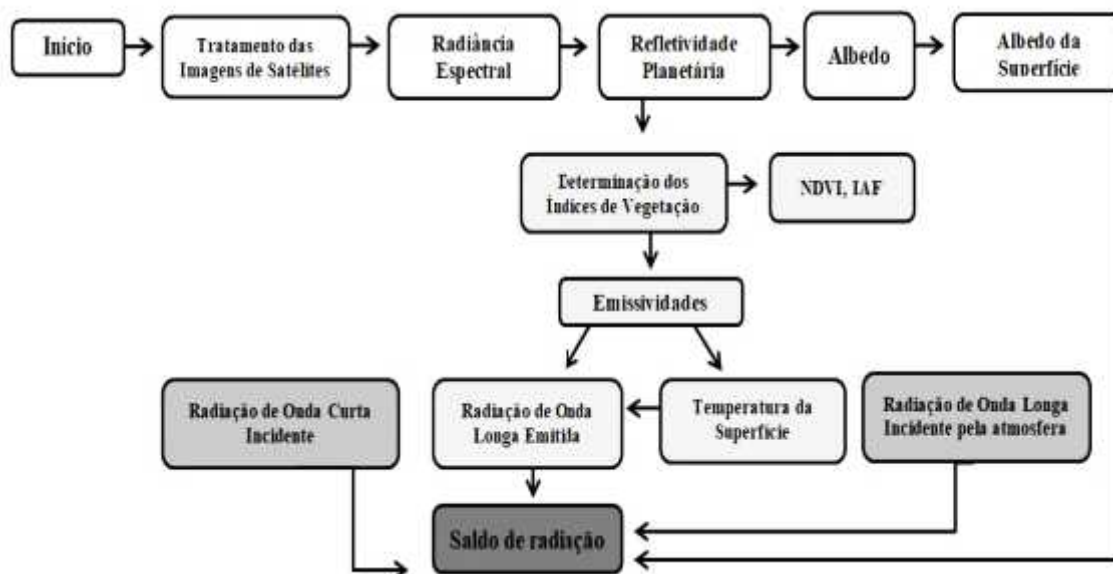 Início
Tratamento das
Imagens de Satélites
Radiância
Espectral
Refletividade
Planetária
Albedo
Albedo da
Superfície
Determinação dos
Índices de Vegetação
NDVI, IAF
Emissividades
Radiação de Onda Curta
Incidente
Radiação de Onda
Longa Emitida
Temperatura da
Superfície
Radiação de Onda Longa
Incidente pela atmosfera
Saldo de radiação